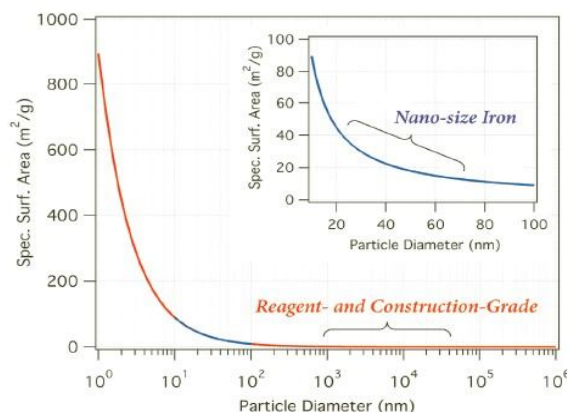 1000
800
600
400
200
0
Spec. Surf. Area (m²/g)
10⁰ 10¹ 10² 10³ 10⁴ 10⁵ 10⁶
Particle Diameter (nm)
Reagent- and Construction-Grade
100
80
60
40
20
0
Spec. Surf. Area (m²/g)
Nano-size Iron
20 40 60 80 100
Particle Diameter (nm)